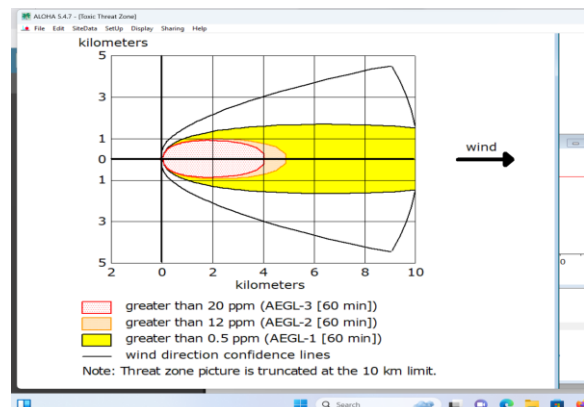 ALOHA 5.4.7 - [Toxic Threat Zone]
File Edit SiteData SetUp Display Sharing Help
kilometers
5
3
1
0
1
3
5
2 0 2 4 6 8 10
kilometers
wind
0
greater than 20 ppm (AEGL-3 [60 min])
greater than 12 ppm (AEGL-2 [60 min])
greater than 0.5 ppm (AEGL-1 [60 min])
wind direction confidence lines
Note: Threat zone picture is truncated at the 10 km limit.
Search